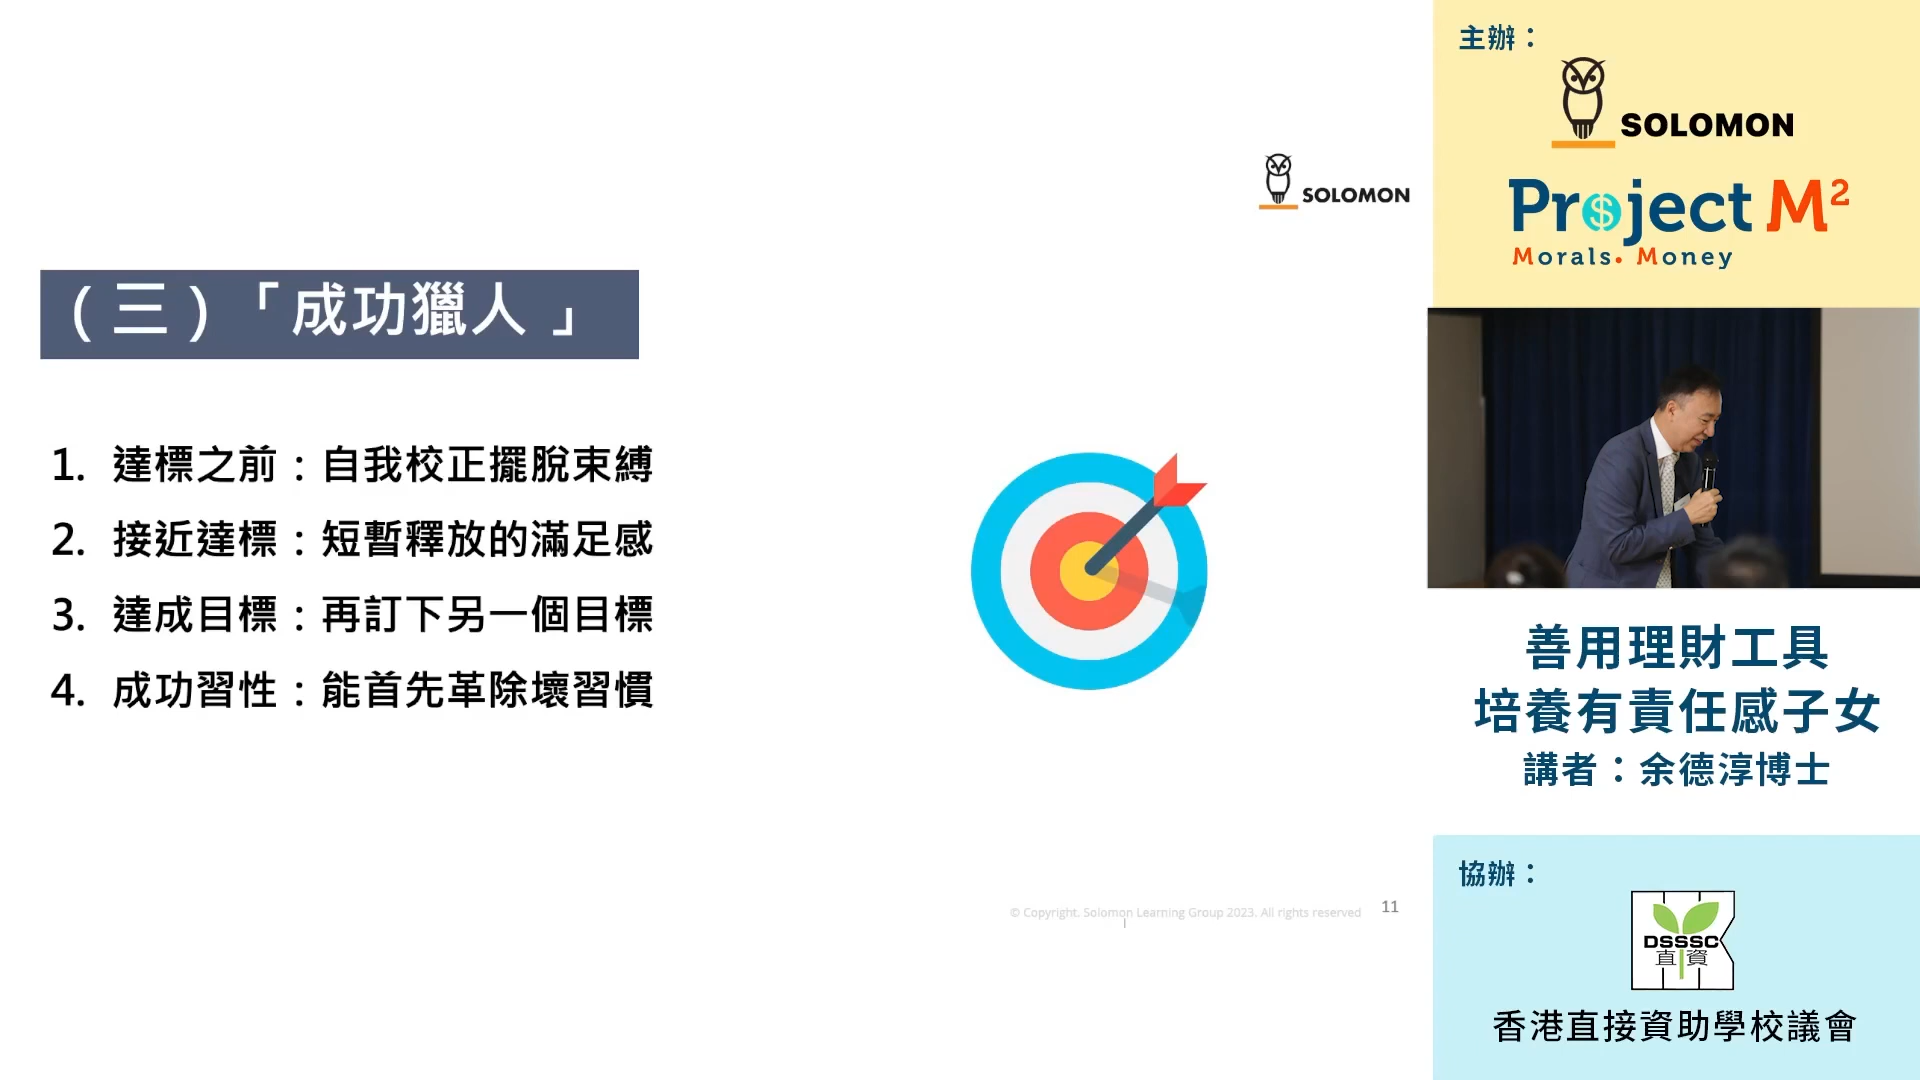 SOLOMON
（三）「成功獵人 」
1. 達標之前：自我校正擺脫束縛
2. 接近達標：短暫釋放的滿足感
3. 達成目標：再訂下另一個目標
4. 成功習性：能首先革除壞習慣
© Copyright. Solomon Learning Group 2023. All rights reserved
11
主辦：
SOLOMON
Project M²
Morals. Money
善用理財工具
培養有責任感子女
講者：余德淳博士
協辦：
DSSSC
直資
香港直接資助學校議會